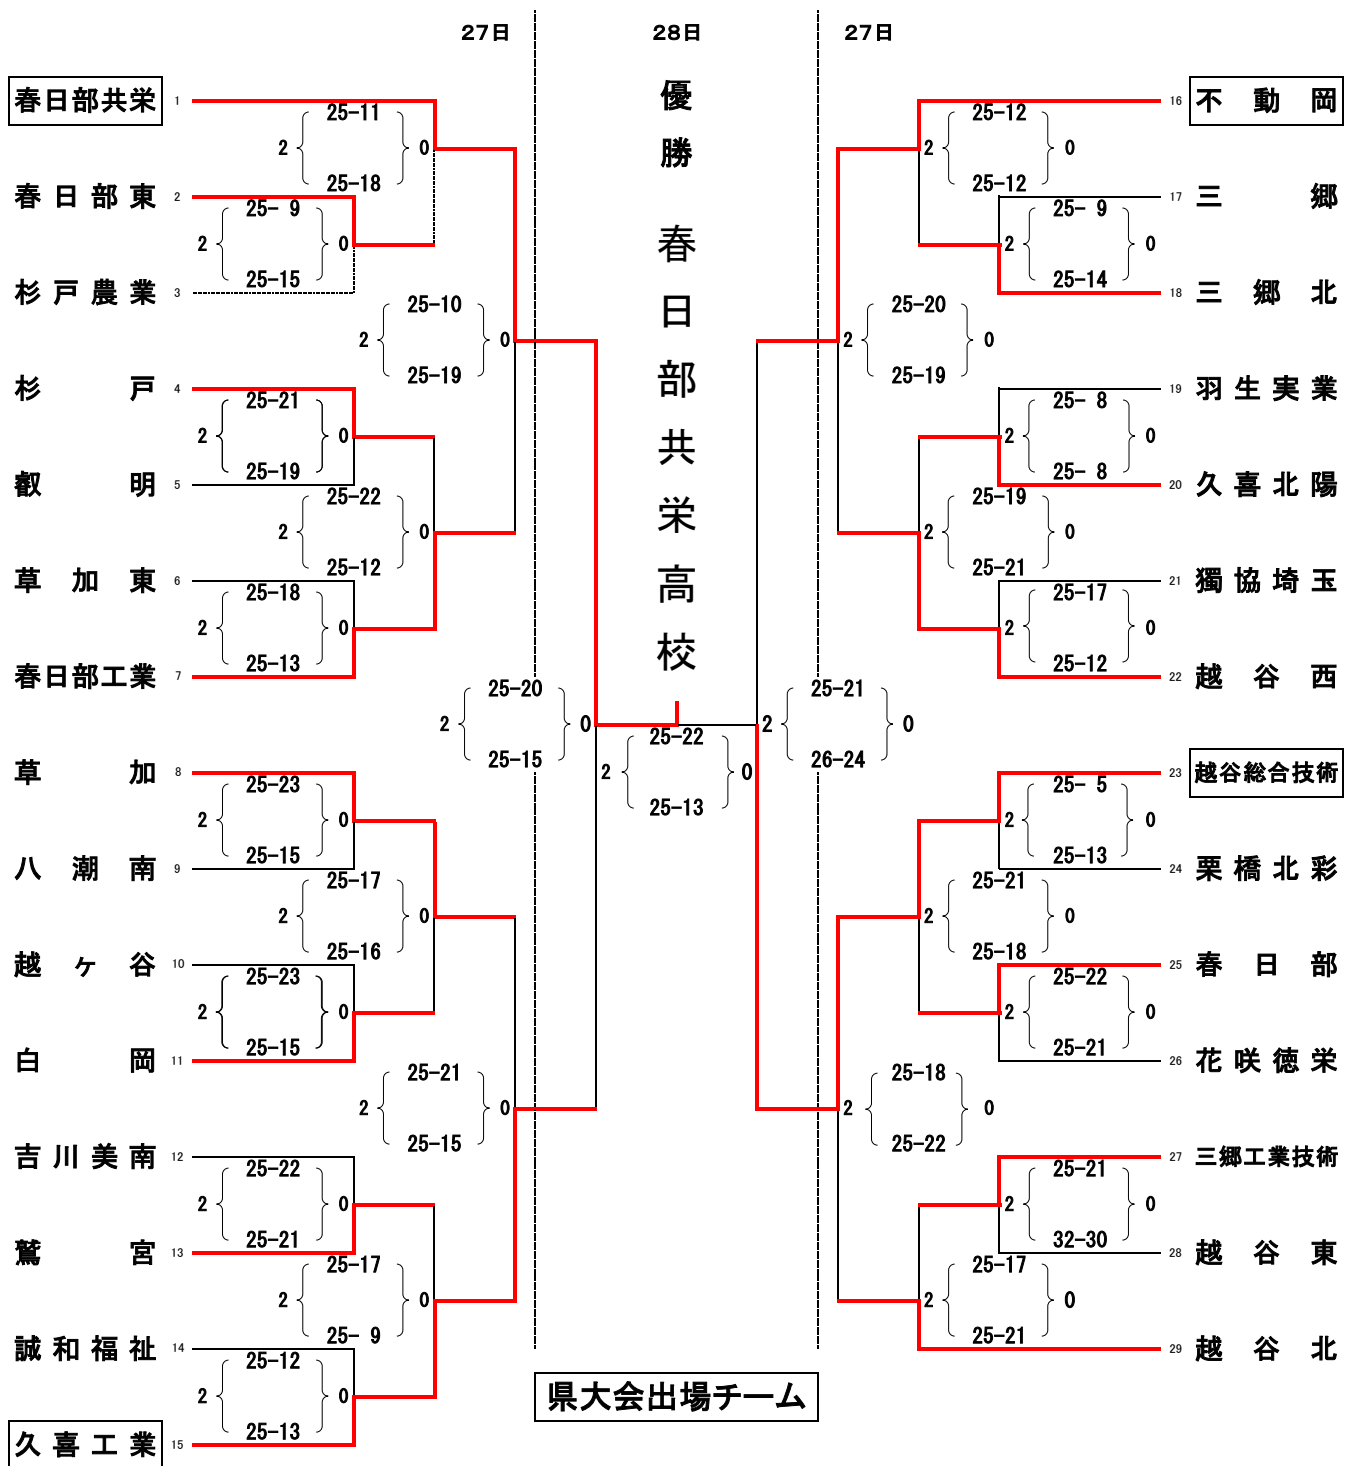 27日 28日 27日
優勝 春日部共栄高校
春日部共栄 1
25-11
2 0
25-18
春日部東 2
25- 9
2 0
25-15
杉戸農業 3
25-10
2 0
25-19
杉戸 4
25-21
2 0
25-19
叡明 5
25-22
2 0
25-12
草加東 6
25-18
2 0
25-13
春日部工業 7
25-20
2 0
25-15
草加 8
25-23
2 0
25-15
八潮南 9
25-17
2 0
25-16
越ヶ谷 10
25-23
2 0
25-15
白岡 11
25-21
2 0
25-15
吉川美南 12
25-22
2 0
25-21
鷲宮 13
25-17
2 0
25- 9
誠和福祉 14
25-12
2 0
25-13
久喜工業 15
25-22
2 0
25-13
16 不動岡
25-12
2 0
25-12
17 三郷
25- 9
2 0
25-14
18 三郷北
25-20
2 0
25-19
19 羽生実業
25- 8
2 0
25- 8
20 久喜北陽
25-19
2 0
25-21
21 獨協埼玉
25-17
2 0
25-12
22 越谷西
25-21
2 0
26-24
23 越谷総合技術
25- 5
2 0
25-13
24 栗橋北彩
25-21
2 0
25-18
25 春日部
25-22
2 0
25-21
26 花咲徳栄
25-18
2 0
25-22
27 三郷工業技術
25-21
2 0
32-30
28 越谷東
25-17
2 0
25-21
29 越谷北
県大会出場チーム